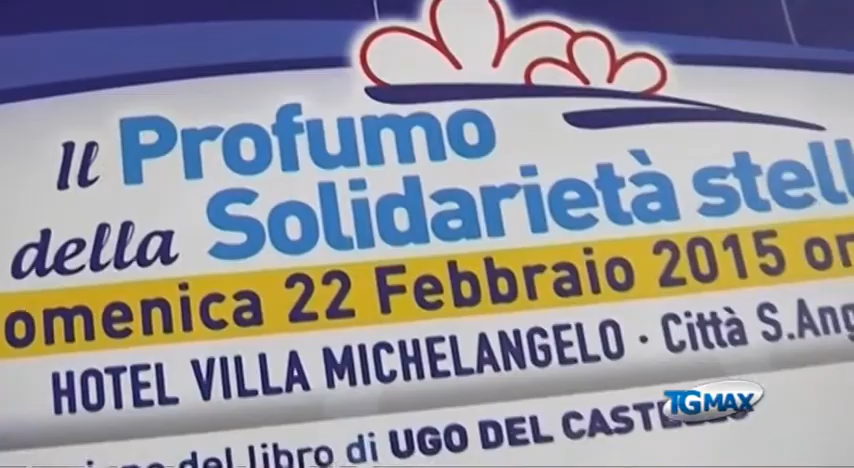 Il Profumo
della Solidarietà stell
omenica 22 Febbraio 2015 or
HOTEL VILLA MICHELANGELO · Città S.Ang
del libro di UGO DEL
TGMAX